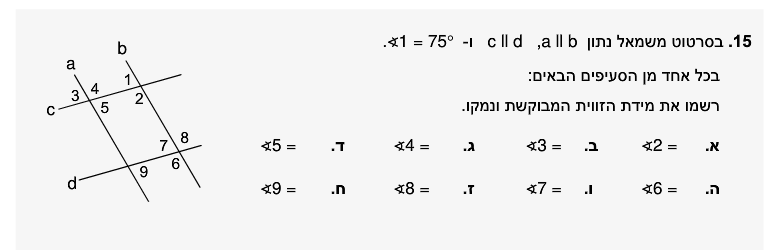 15. בסרטוט משמאל נתון a || b, c || d ו- ∢1 = 75°.
בכל אחד מן הסעיפים הבאים:
רשמו את מידת הזווית המבוקשת ונמקו.
א. ∢2 = ב. ∢3 = ג. ∢4 = ד. ∢5 =
ה. ∢6 = ו. ∢7 = ז. ∢8 = ח. ∢9 =
b
a
1
3 4
2
c
5
7 8
6
9
d